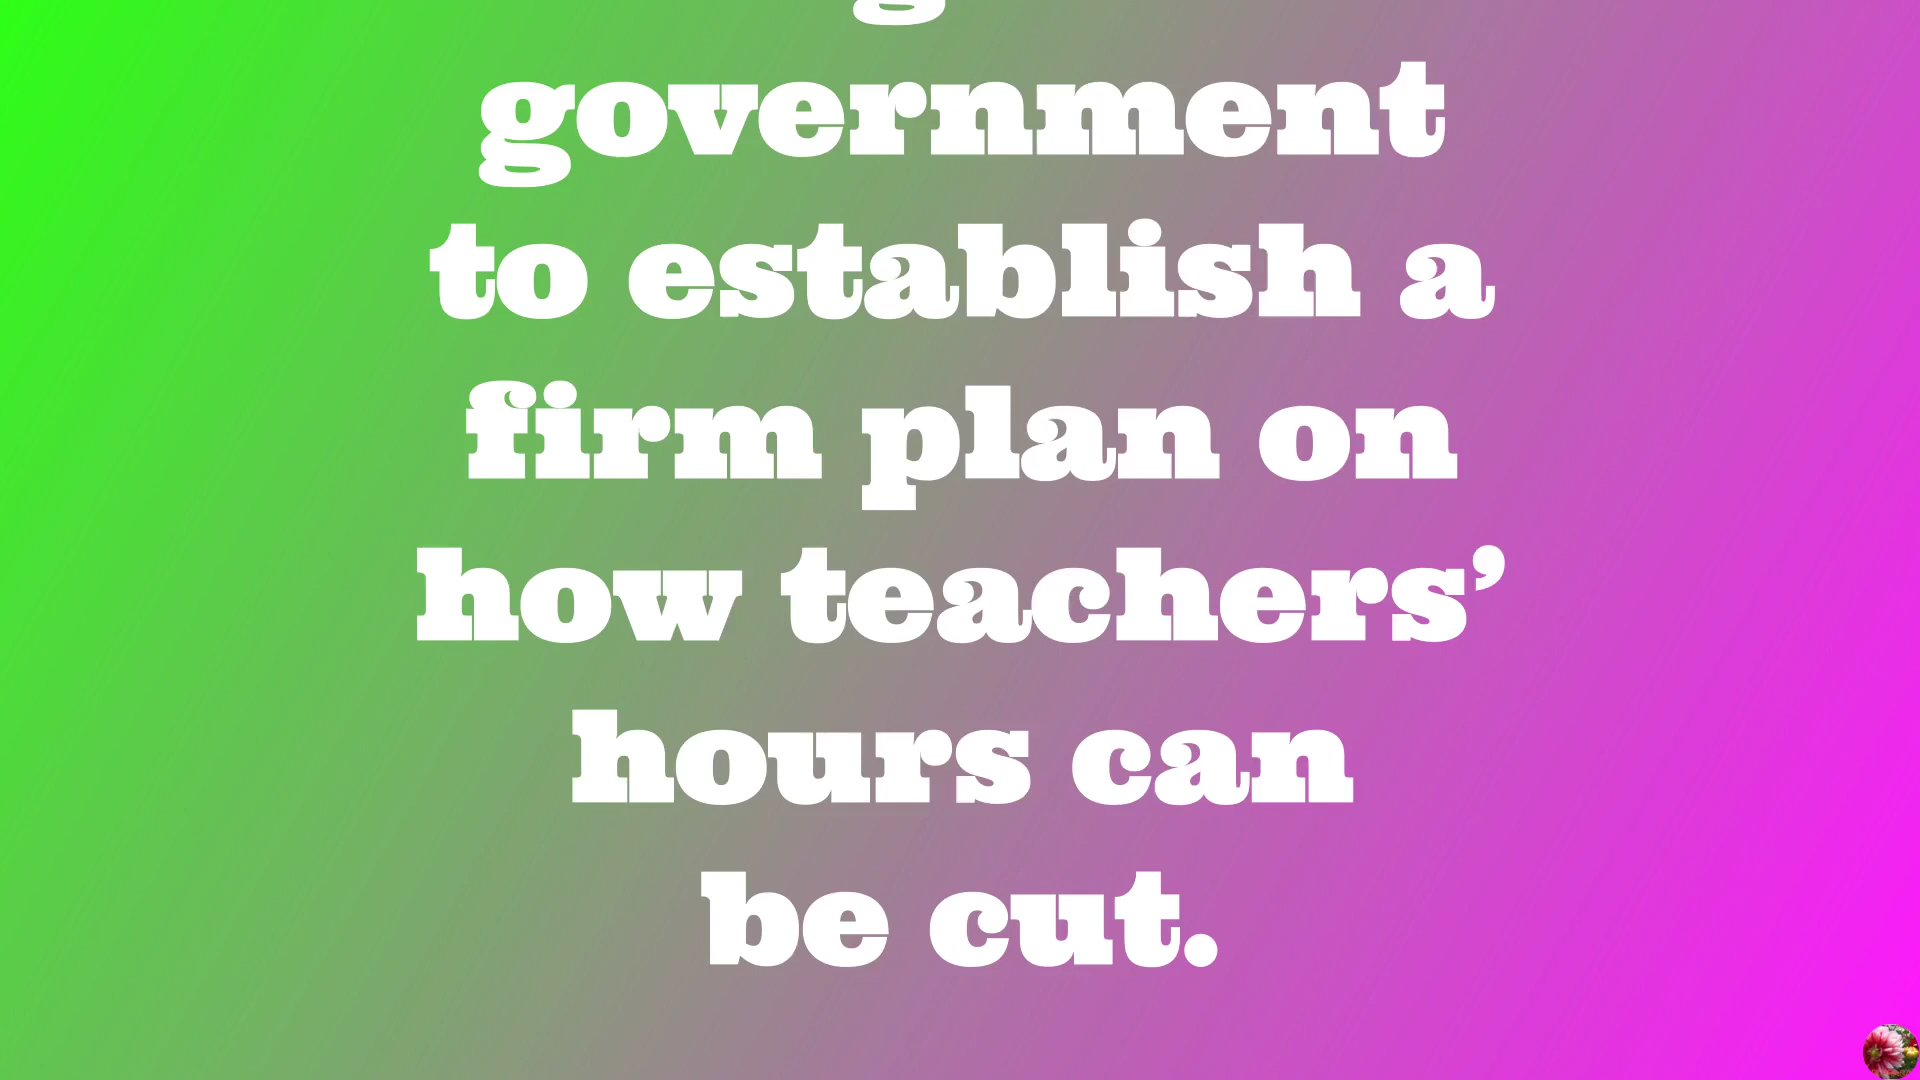 government
to establish a
firm plan on
how teachers’
hours can
be cut.